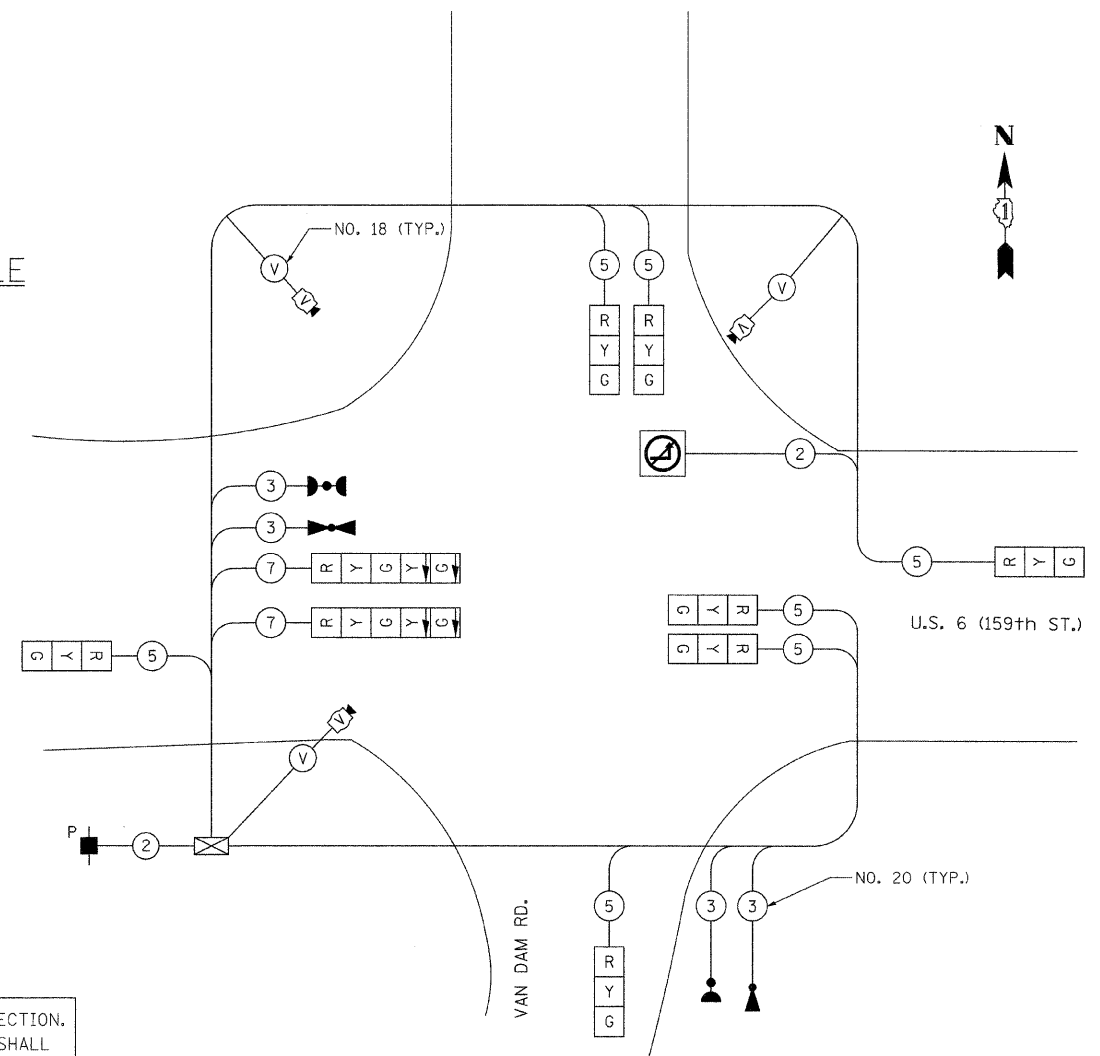 LE
N
1
NO. 18 (TYP.)
V
V
V
V
5
5
R
Y
G
R
Y
G
2
3
3
7
R Y G Y G
7
R Y G Y G
5
R Y G
G Y R
5
G Y R
5
G Y R
5
U.S. 6 (159th ST.)
V
V
P
2
5
R
Y
G
3
3
NO. 20 (TYP.)
VAN DAM RD.
ECTION.
SHALL